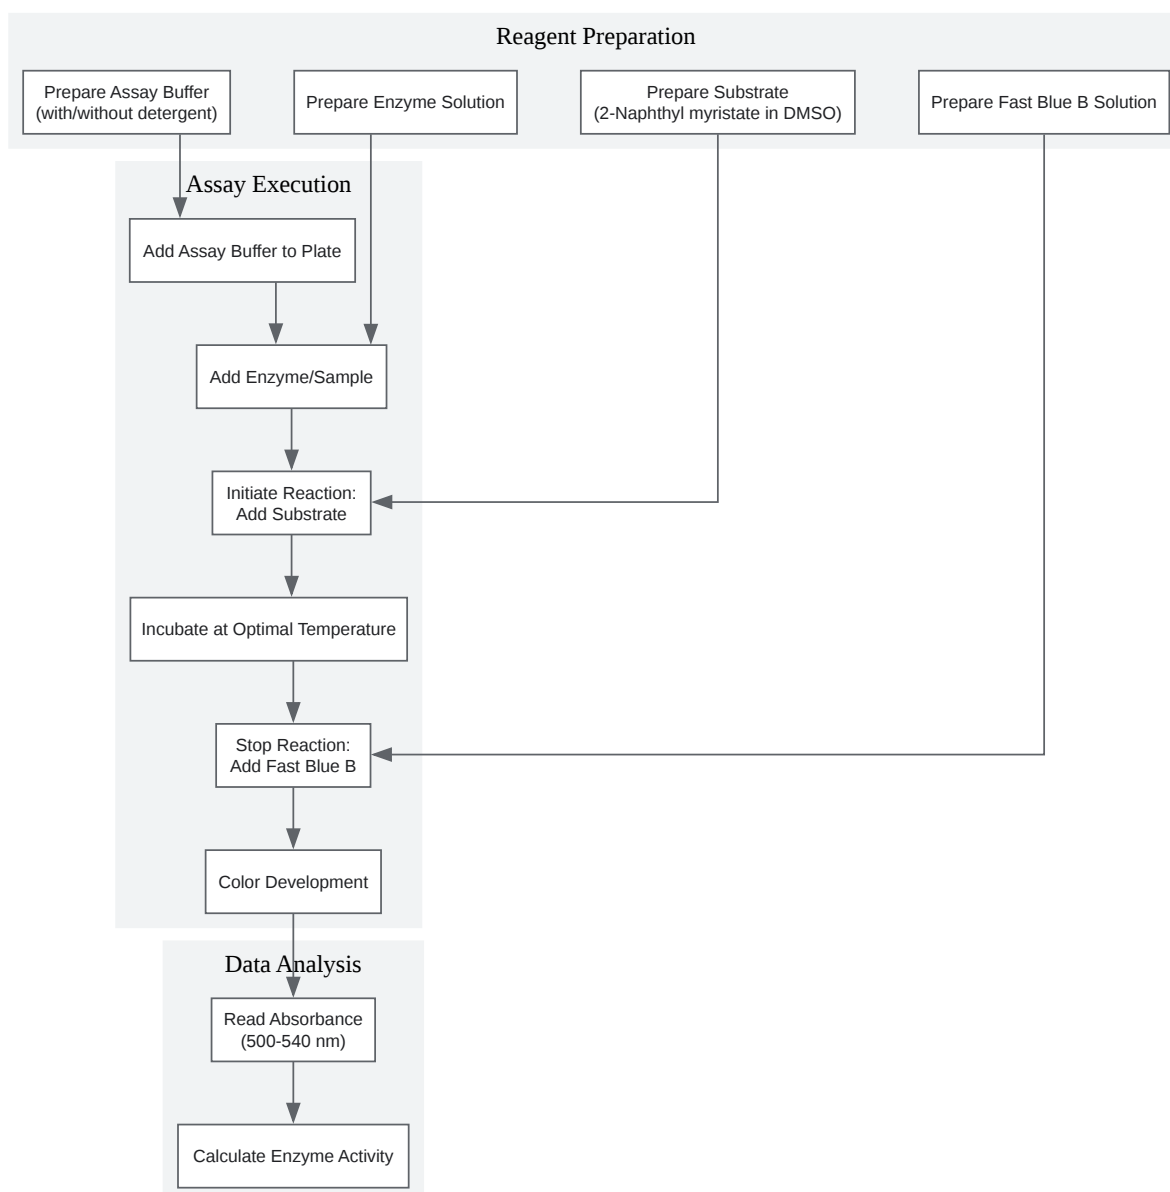 Reagent Preparation
Prepare Assay Buffer
(with/without detergent)
Prepare Enzyme Solution
Prepare Substrate
(2-Naphthyl myristate in DMSO)
Prepare Fast Blue B Solution
Assay Execution
Add Assay Buffer to Plate
Add Enzyme/Sample
Initiate Reaction:
Add Substrate
Incubate at Optimal Temperature
Stop Reaction:
Add Fast Blue B
Color Development
Data Analysis
Read Absorbance
(500-540 nm)
Calculate Enzyme Activity